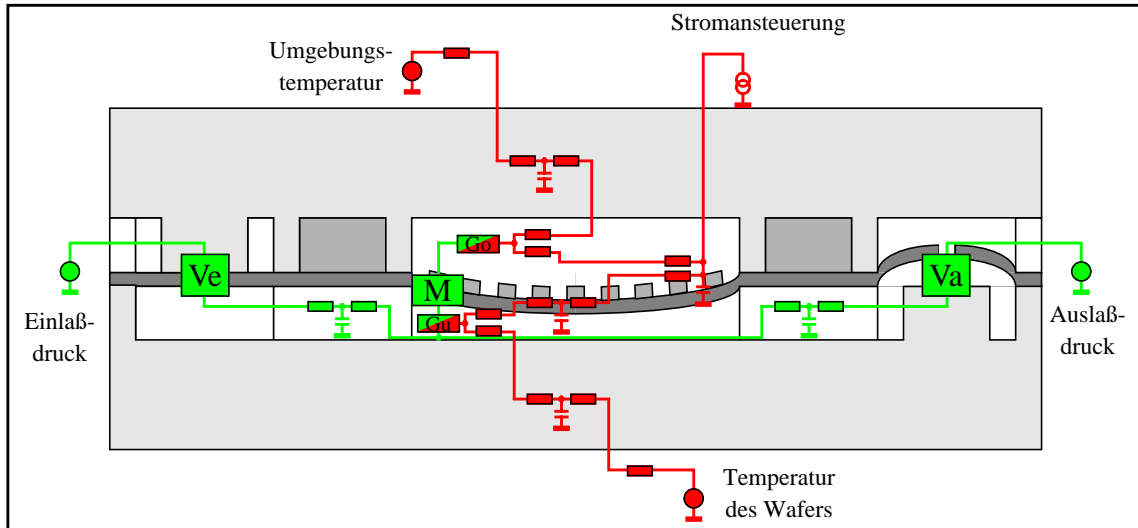 Stromansteuerung
Umgebungs-
temperatur
Go
Ve
M
Va
Gu
Einlaß-
druck
Auslaß-
druck
Temperatur
des Wafers